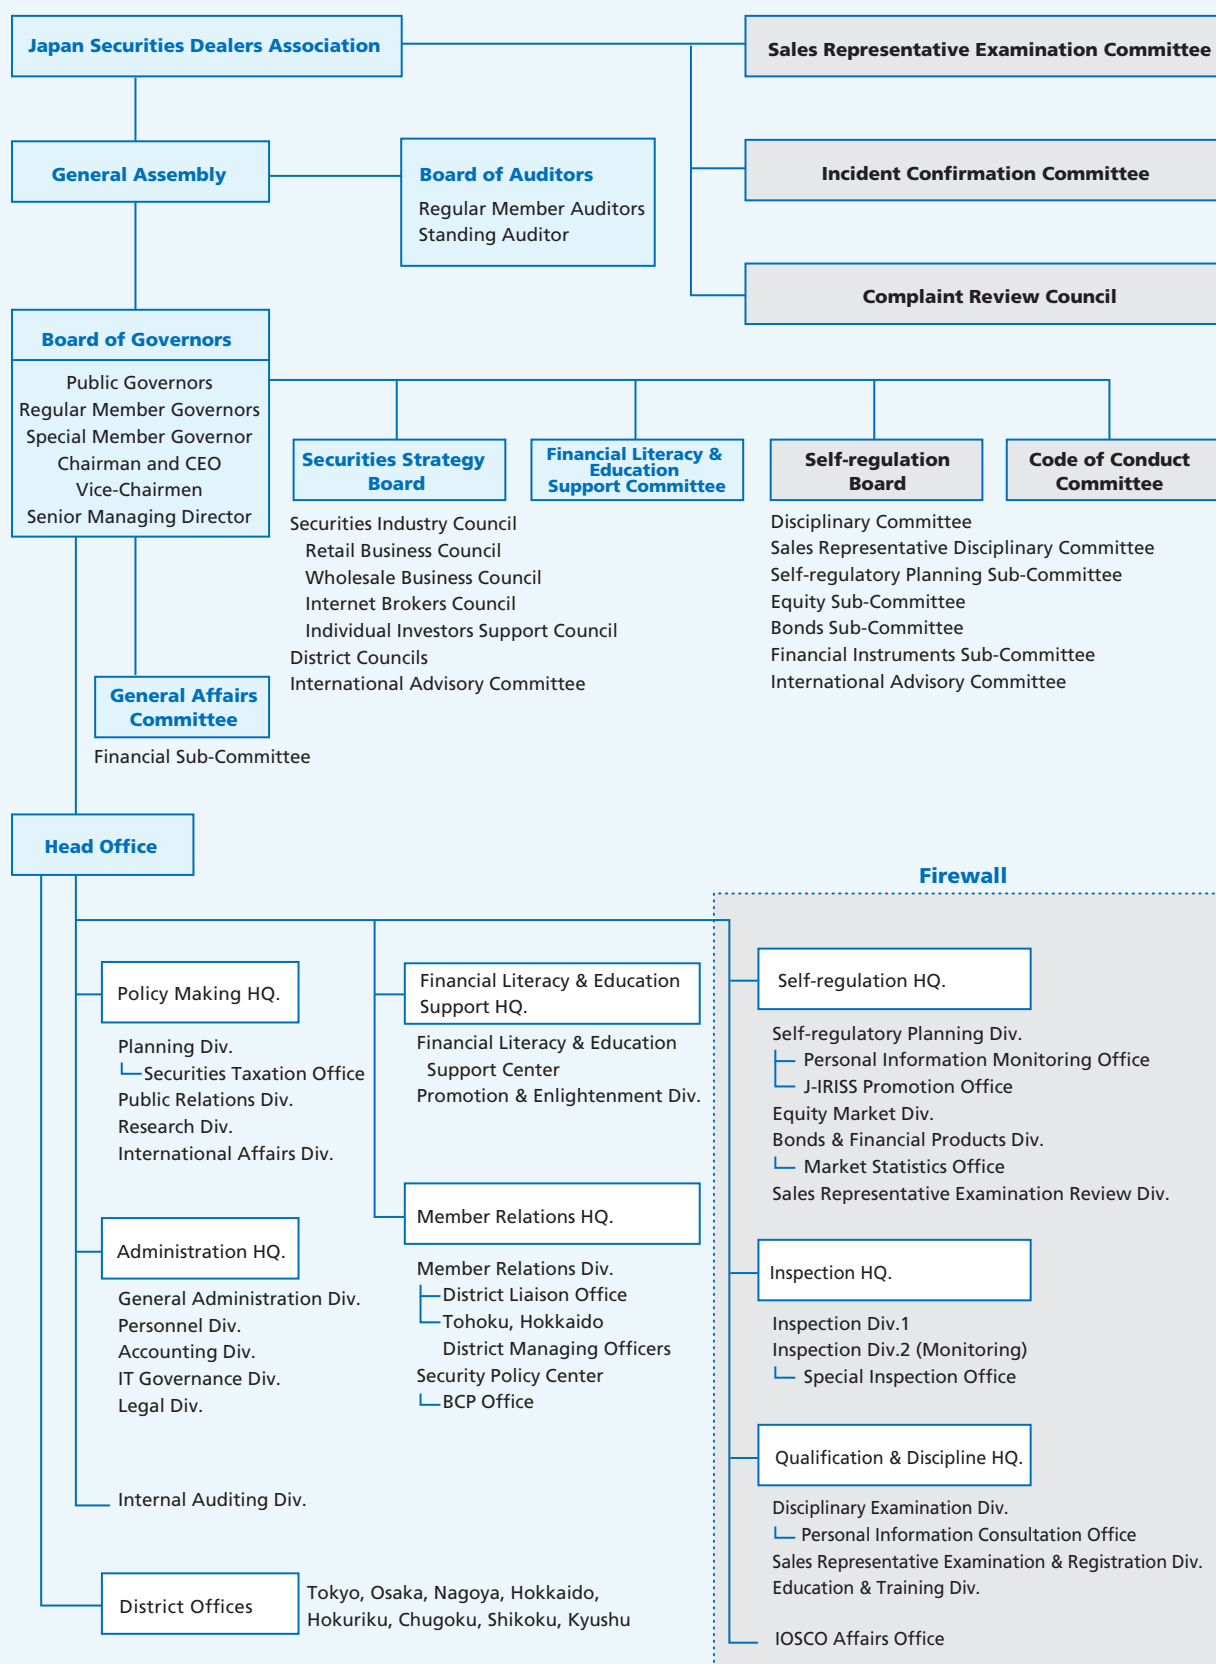 Japan Securities Dealers Association
Sales Representative Examination Committee
General Assembly
Board of Auditors
Regular Member Auditors
Standing Auditor
Incident Confirmation Committee
Complaint Review Council
Board of Governors
Public Governors
Regular Member Governors
Special Member Governor
Chairman and CEO
Vice-Chairmen
Senior Managing Director
Securities Strategy
Board
Securities Industry Council
Retail Business Council
Wholesale Business Council
Internet Brokers Council
Individual Investors Support Council
District Councils
International Advisory Committee
Financial Literacy &
Education
Support Committee
Self-regulation
Board
Disciplinary Committee
Sales Representative Disciplinary Committee
Self-regulatory Planning Sub-Committee
Equity Sub-Committee
Bonds Sub-Committee
Financial Instruments Sub-Committee
International Advisory Committee
Code of Conduct
Committee
General Affairs
Committee
Financial Sub-Committee
Head Office
Policy Making HQ.
Planning Div.
Securities Taxation Office
Public Relations Div.
Research Div.
International Affairs Div.
Administration HQ.
General Administration Div.
Personnel Div.
Accounting Div.
IT Governance Div.
Legal Div.
Internal Auditing Div.
District Offices
Tokyo, Osaka, Nagoya, Hokkaido,
Hokuriku, Chugoku, Shikoku, Kyushu
Financial Literacy & Education
Support HQ.
Financial Literacy & Education
Support Center
Promotion & Enlightenment Div.
Member Relations HQ.
Member Relations Div.
District Liaison Office
Tohoku, Hokkaido
District Managing Officers
Security Policy Center
BCP Office
Firewall
Self-regulation HQ.
Self-regulatory Planning Div.
Personal Information Monitoring Office
J-IRISS Promotion Office
Equity Market Div.
Bonds & Financial Products Div.
Market Statistics Office
Sales Representative Examination Review Div.
Inspection HQ.
Inspection Div.1
Inspection Div.2 (Monitoring)
Special Inspection Office
Qualification & Discipline HQ.
Disciplinary Examination Div.
Personal Information Consultation Office
Sales Representative Examination & Registration Div.
Education & Training Div.
IOSCO Affairs Office